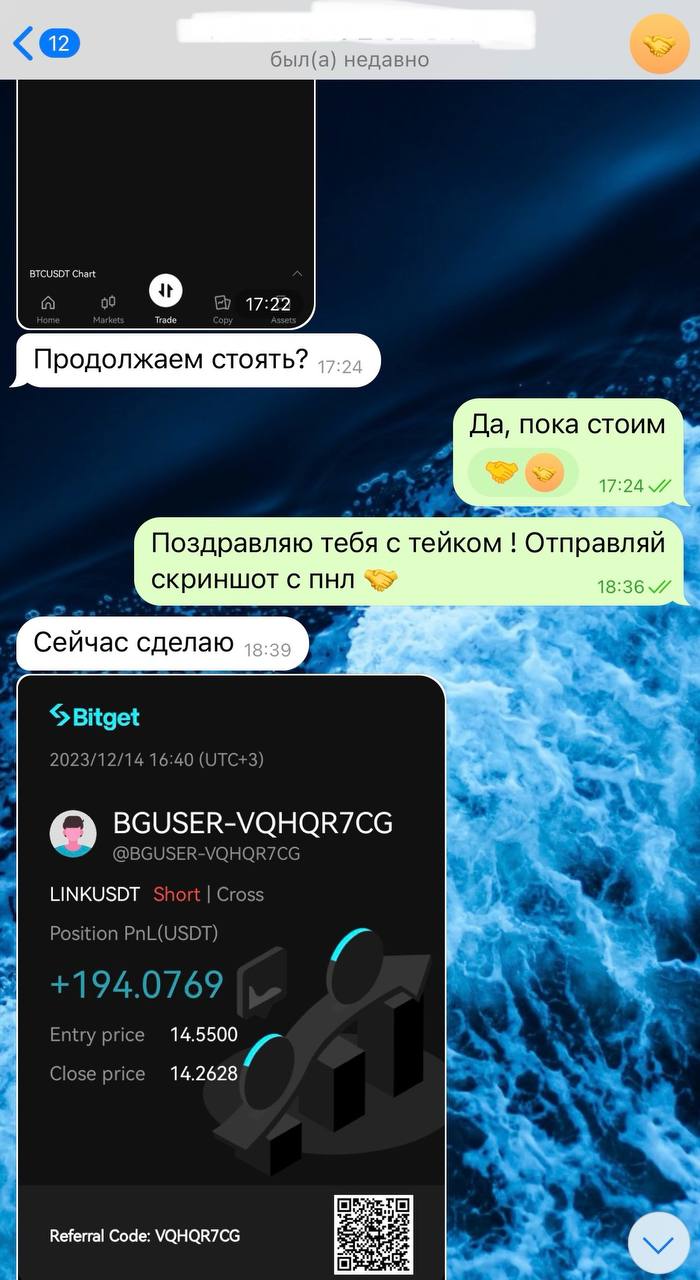 12
был(а) недавно
BTCUSDT Chart
Home Markets Trade Copy Assets
17:22
Продолжаем стоять? 17:24
Да, пока стоим
17:24
Поздравляю тебя с тейком ! Отправляй
скриншот с пнл 🤝
18:36
Сейчас сделаю 18:39
Bitget
2023/12/14 16:40 (UTC+3)
BGUSER-VQHQR7CG
@BGUSER-VQHQR7CG
LINKUSDT Short | Cross
Position PnL(USDT)
+194.0769
Entry price 14.5500
Close price 14.2628
Referral Code: VQHQR7CG